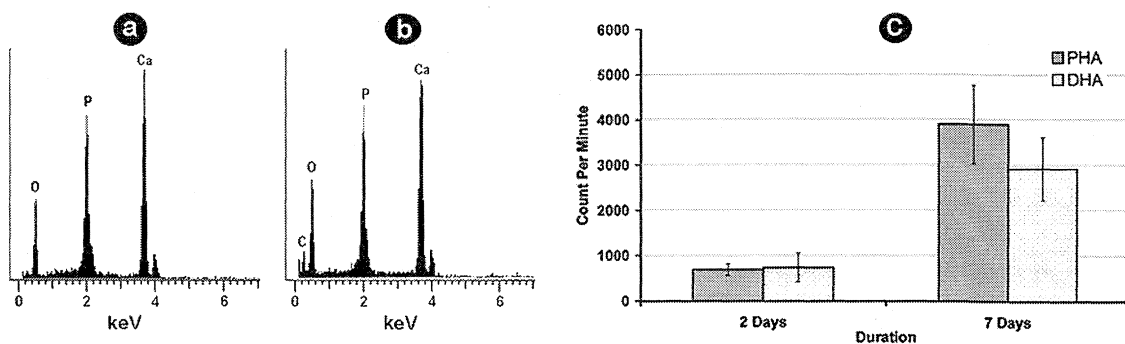 a
Ca
P
O
0 2 4 6
keV
b
Ca
P
O
C
0 2 4 6
keV
c
6000
5000
4000
3000
2000
1000
0
Count Per Minute
PHA
DHA
2 Days 7 Days
Duration